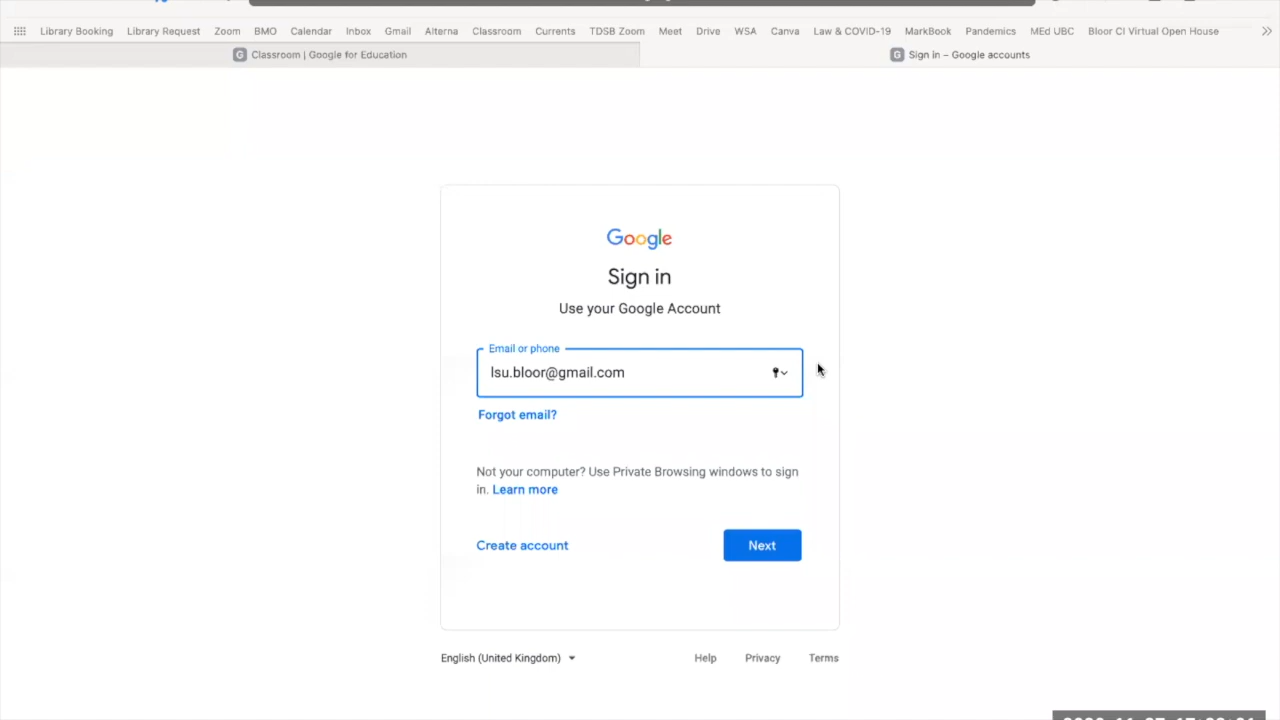 Library Booking Library Request Zoom BMO Calendar Inbox Gmail Alterna Classroom Currents TDSB Zoom Meet Drive WSA Canva Law & COVID-19 MarkBook Pandemics MEd UBC Bloor CI Virtual Open House
G Classroom | Google for Education G Sign in – Google accounts
Google
Sign in
Use your Google Account
Email or phone
lsu.bloor@gmail.com
Forgot email?
Not your computer? Use Private Browsing windows to sign
in. Learn more
Create account Next
English (United Kingdom) Help Privacy Terms